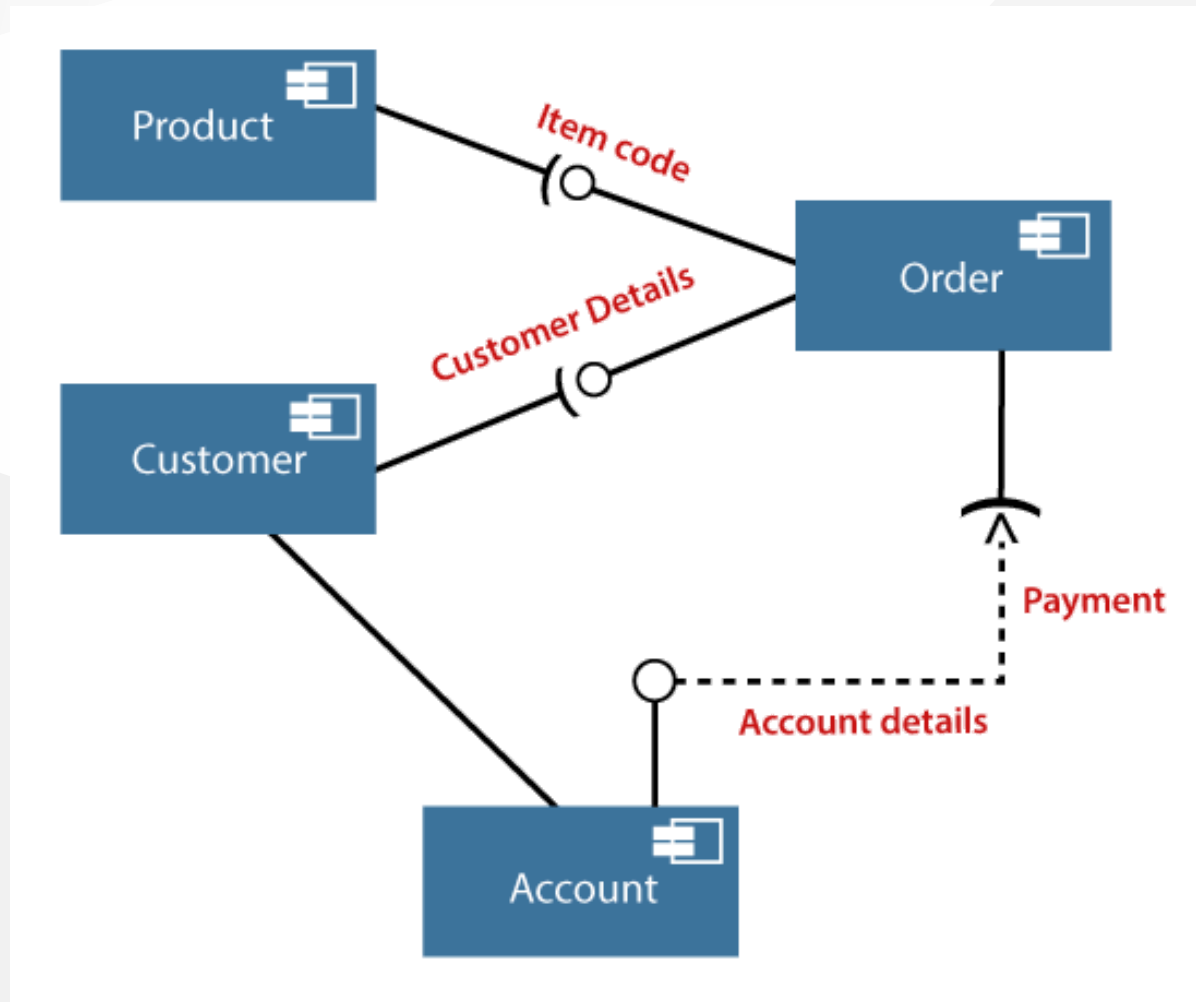 Product
Item code
Order
Customer Details
Customer
Payment
Account details
Account